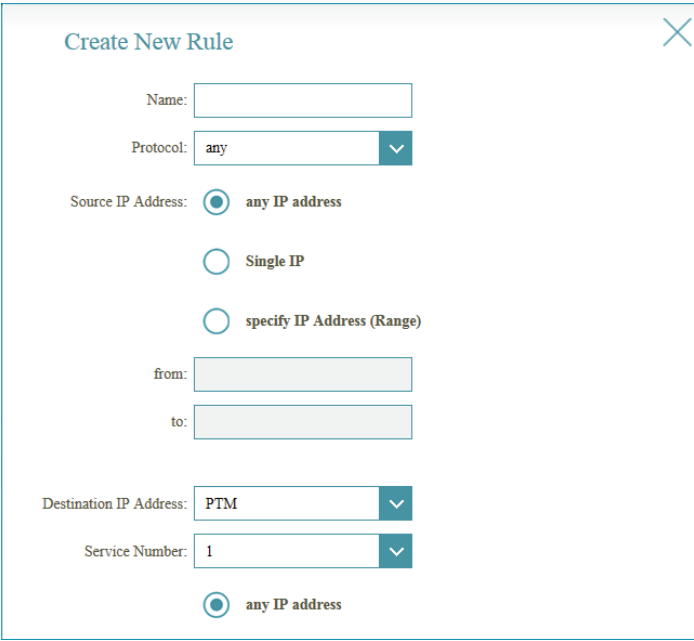 Create New Rule
Name:
Protocol: any
Source IP Address: any IP address
Single IP
specify IP Address (Range)
from:
to:
Destination IP Address: PTM
Service Number: 1
any IP address